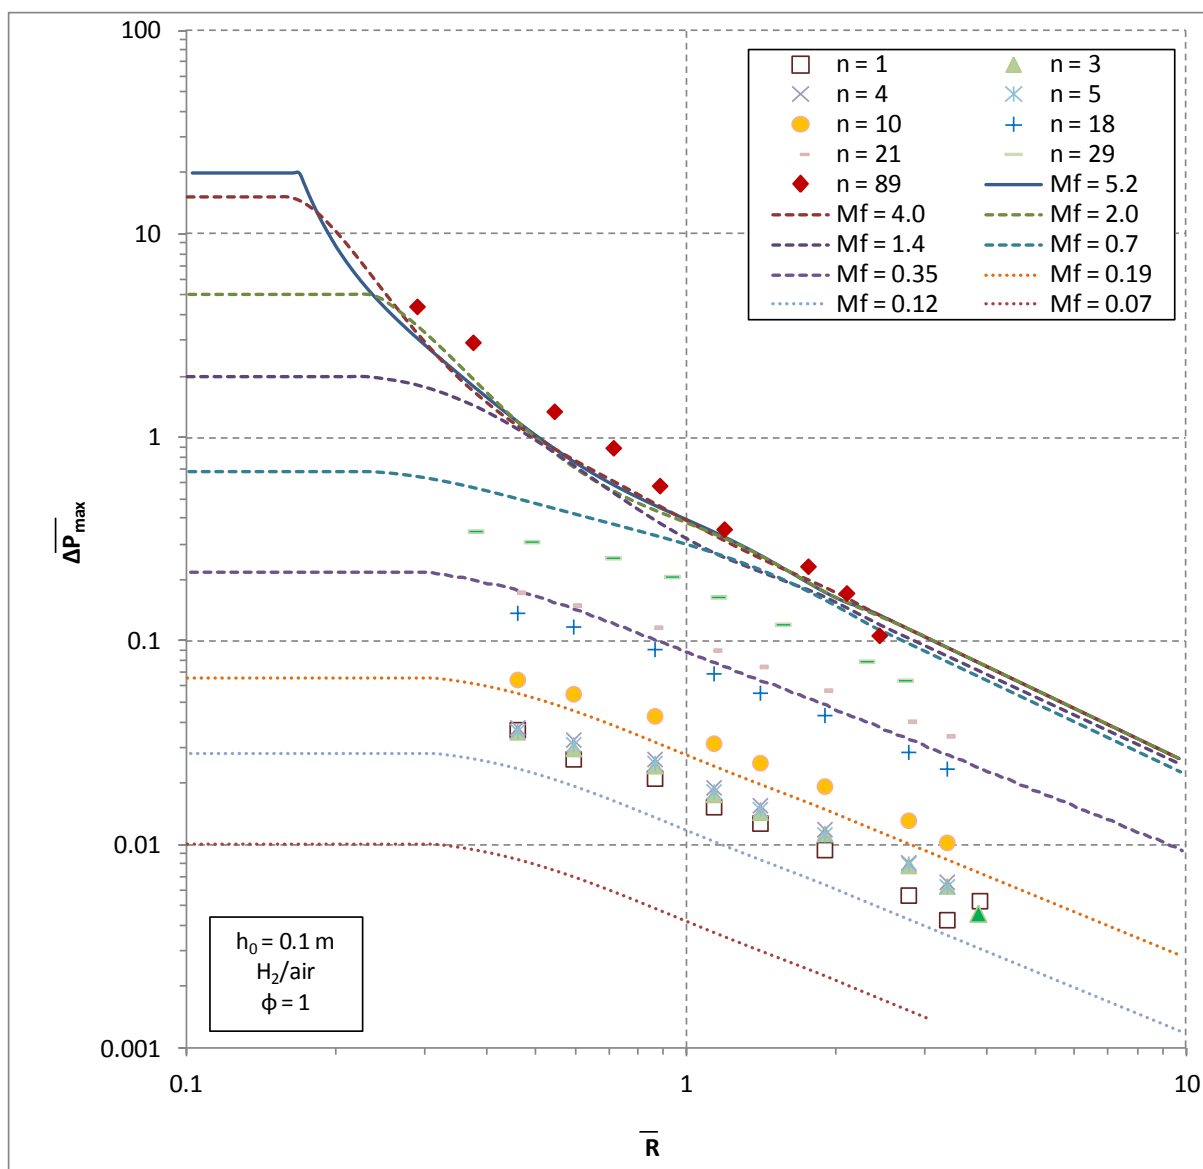 100
10
1
0.1
0.01
0.001
0.1
1
10
ΔPmax
R
n = 1
n = 3
n = 4
n = 5
n = 10
n = 18
n = 21
n = 29
n = 89
Mf = 5.2
Mf = 4.0
Mf = 2.0
Mf = 1.4
Mf = 0.7
Mf = 0.35
Mf = 0.19
Mf = 0.12
Mf = 0.07
h0 = 0.1 m
H2/air
ϕ = 1